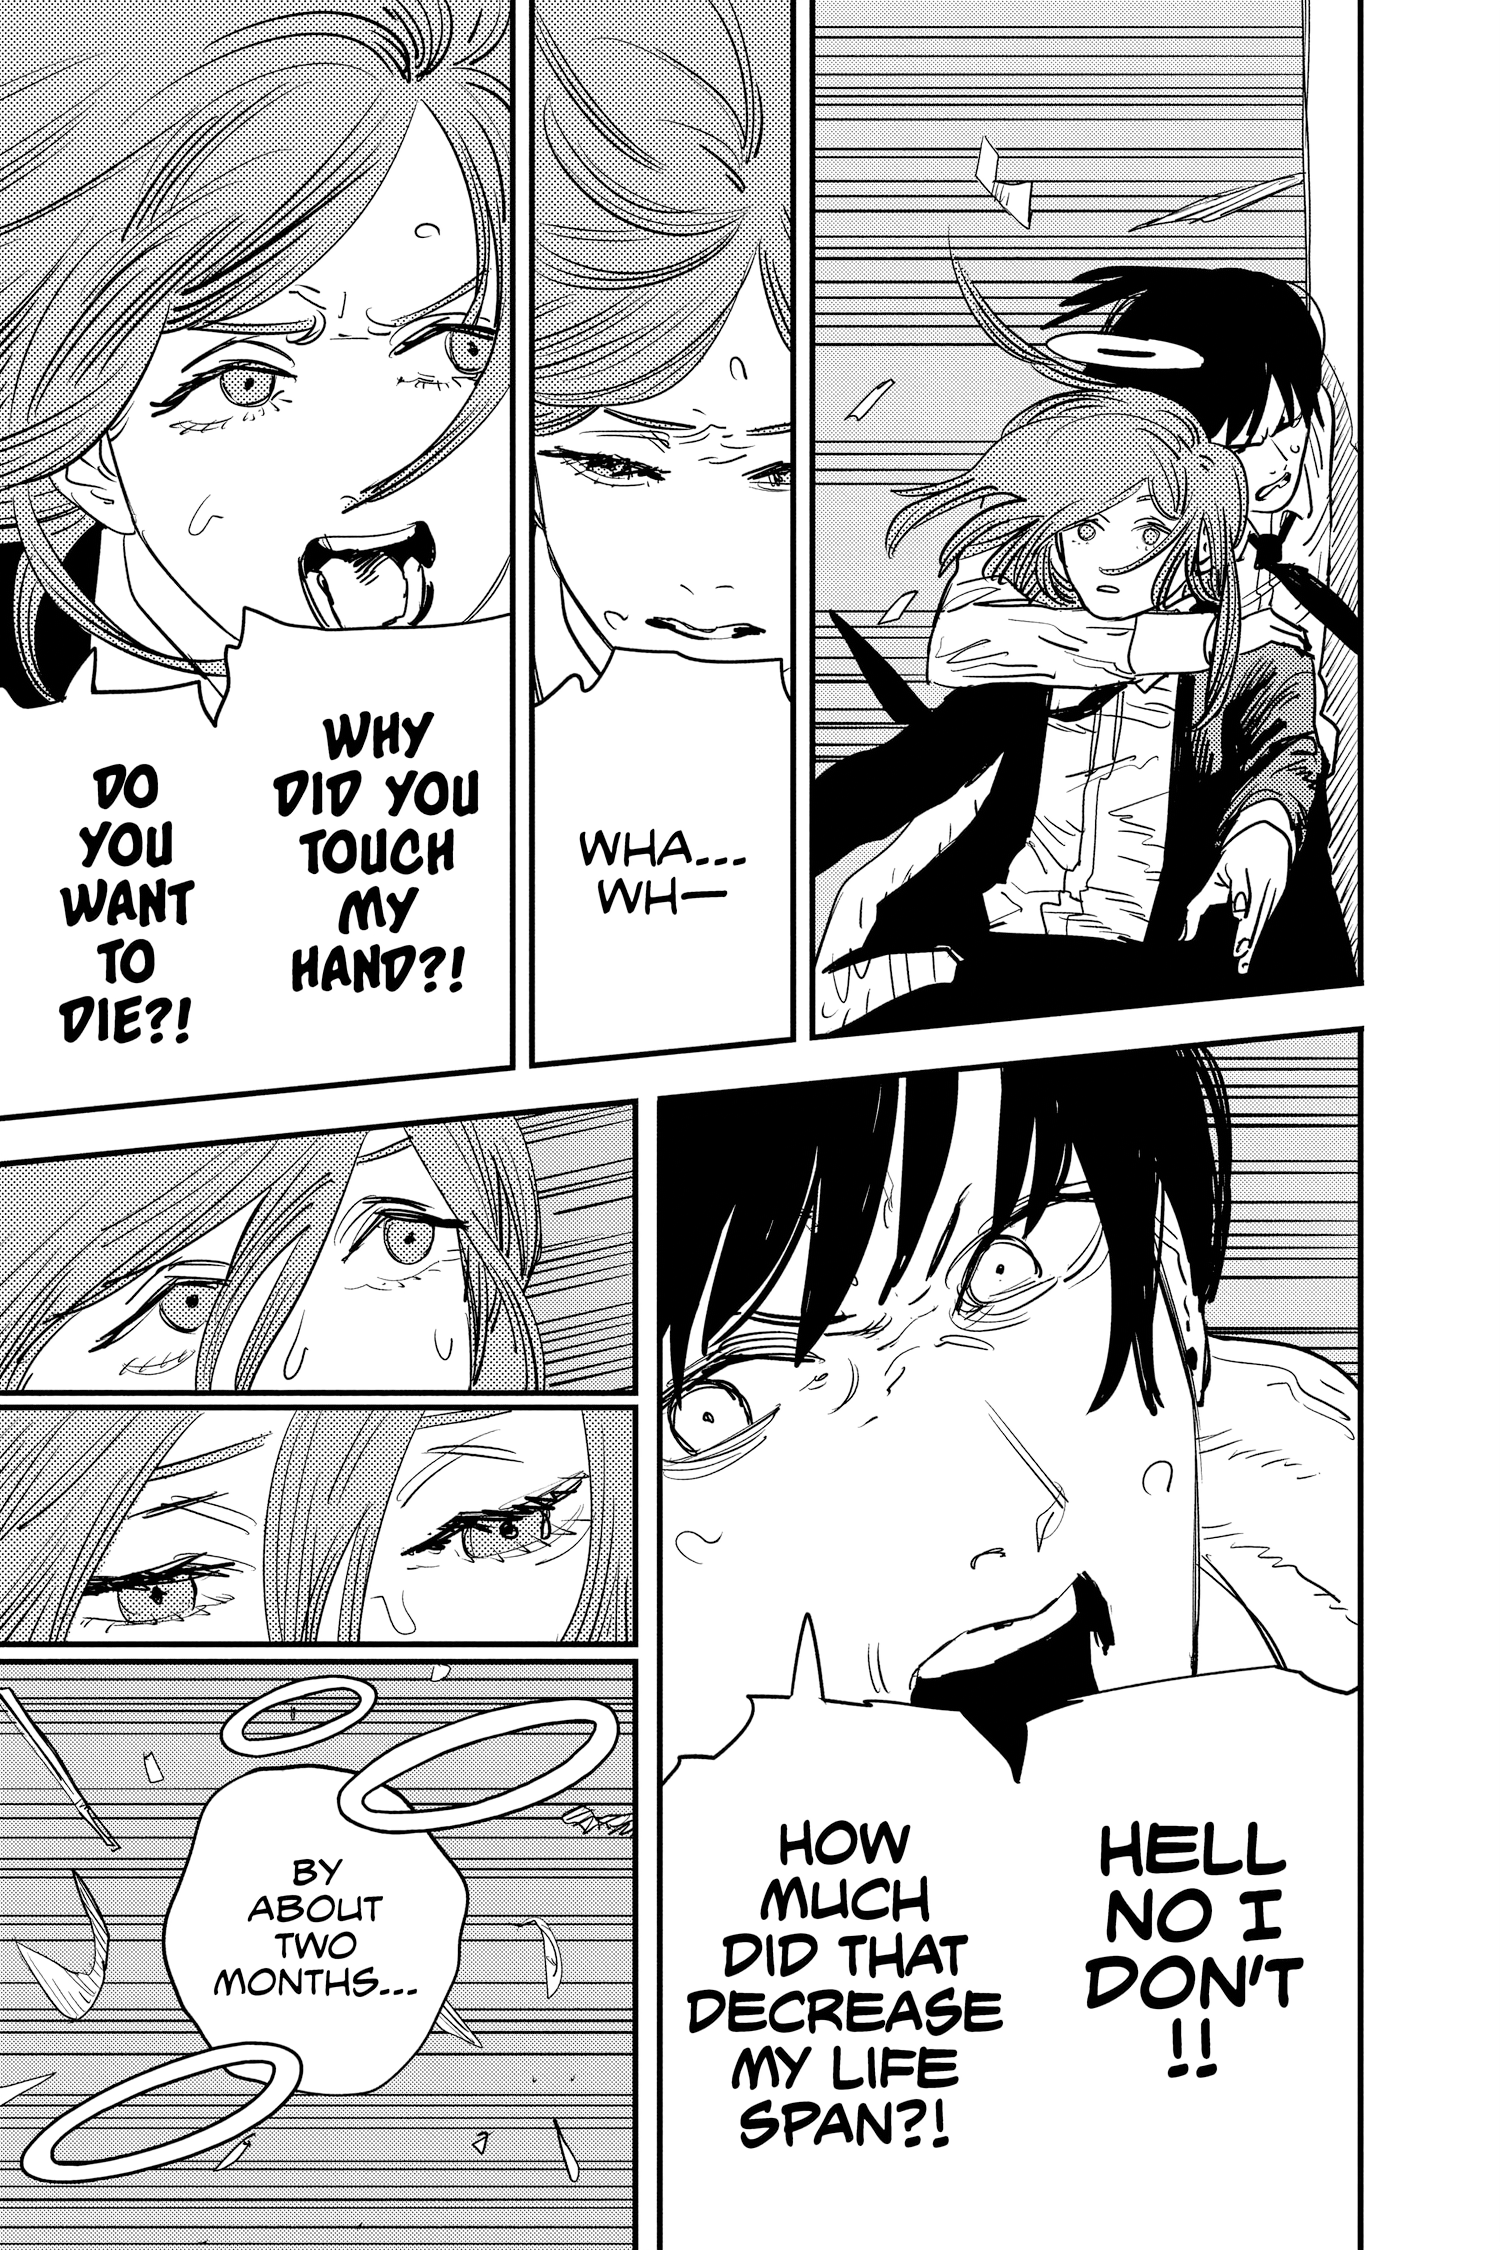 WHA...
WH—
WHY
DID YOU
TOUCH
MY
HAND?!
DO
YOU
WANT
TO
DIE?!
HELL
NO I
DON'T
!!
HOW
MUCH
DID THAT
DECREASE
MY LIFE
SPAN?!
BY
ABOUT
TWO
MONTHS...